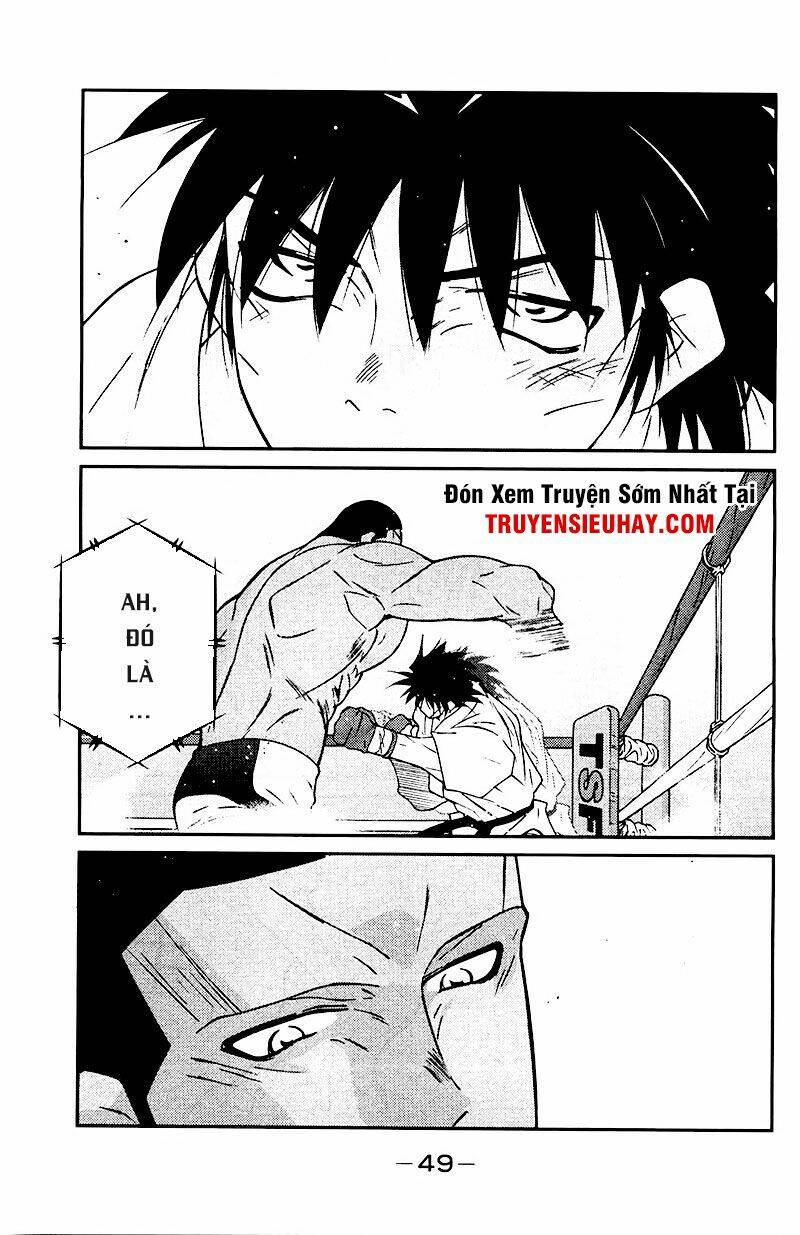 Đón Xem Truyện Sớm Nhất Tại
TRUYENSIEUHAY.COM
AH,
ĐÓ
LÀ
...
TSF
-49-